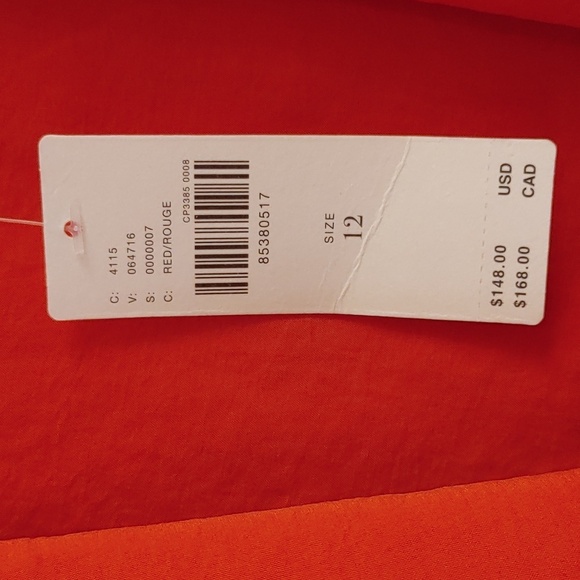 C: 4115
V: 064716
S: 0000007
C: RED/ROUGE
CP3385 0008
85380517
SIZE
12
$148.00 USD
$168.00 CAD